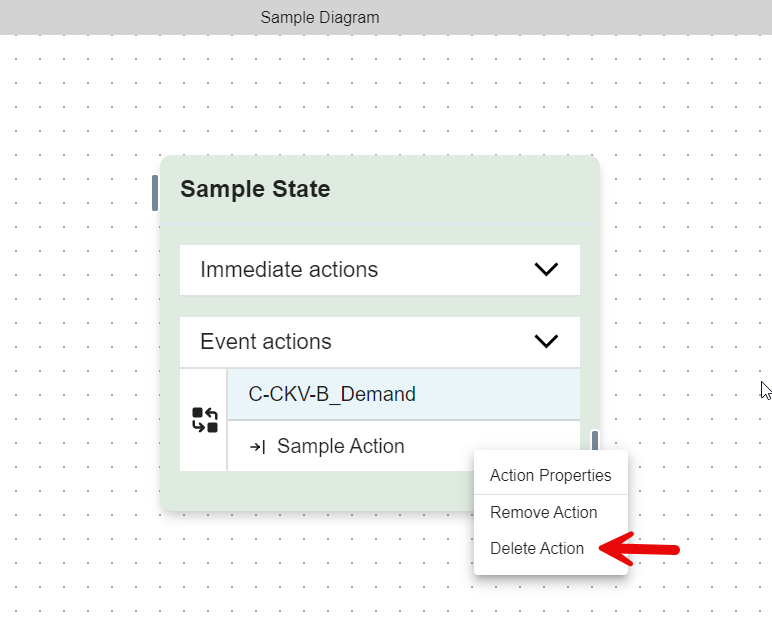 Sample Diagram
Sample State
Immediate actions
Event actions
C-CKV-B_Demand
Sample Action
Action Properties
Remove Action
Delete Action